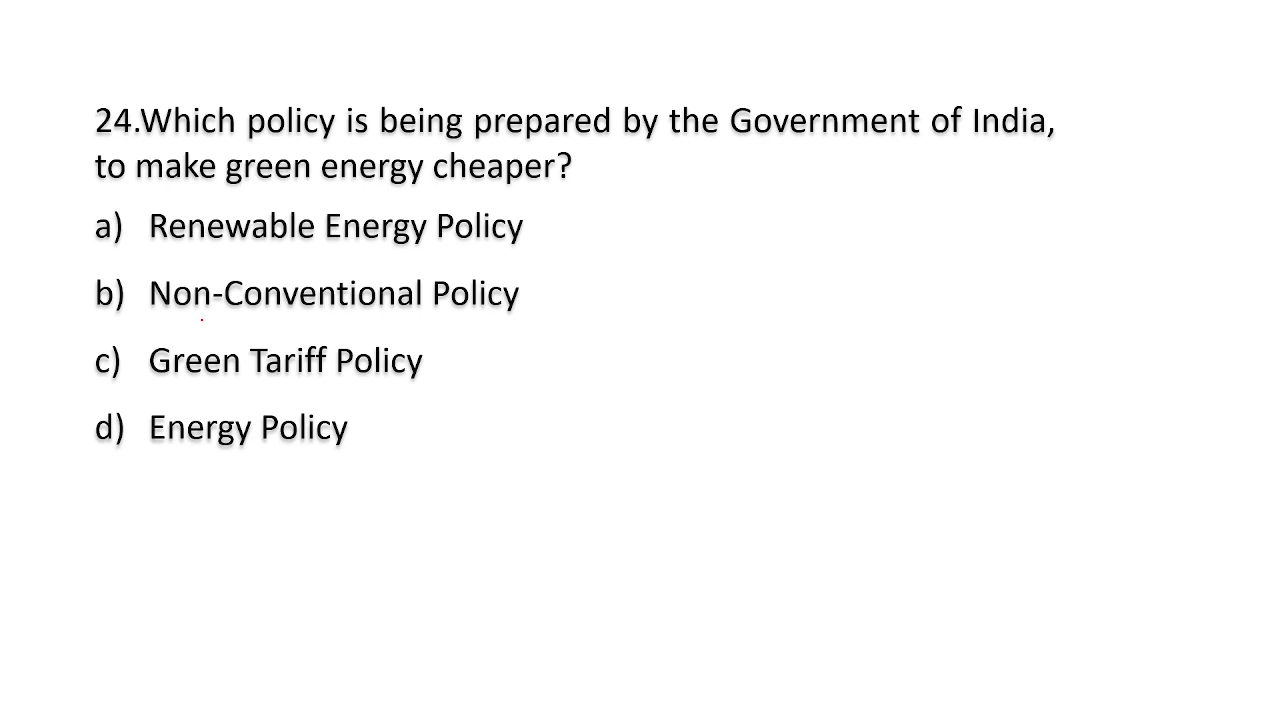 24.Which policy is being prepared by the Government of India,
to make green energy cheaper?
a) Renewable Energy Policy
b) Non-Conventional Policy
c) Green Tariff Policy
d) Energy Policy